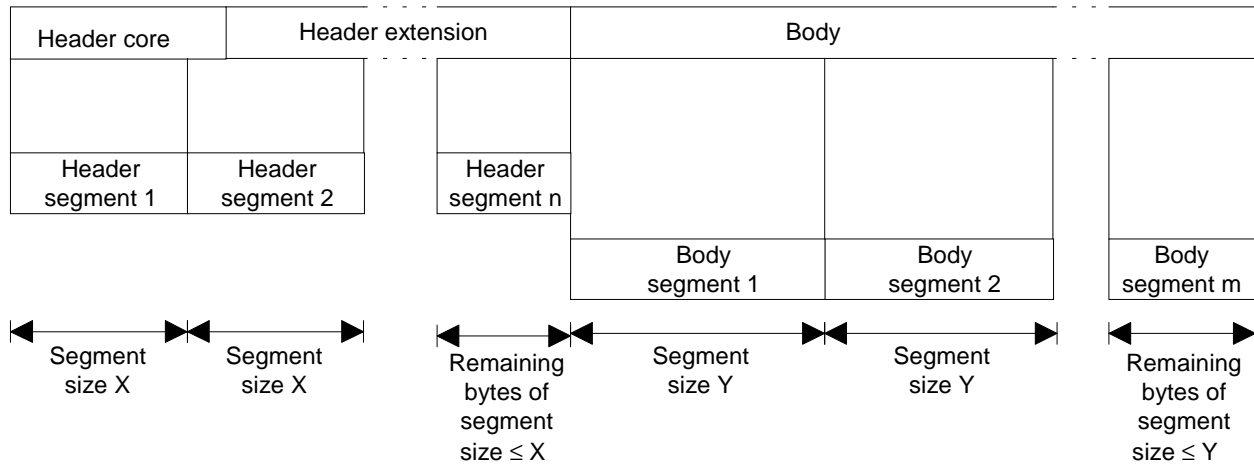 Header core
Header extension
Body
Header
segment 1
Header
segment 2
Header
segment n
Body
segment 1
Body
segment 2
Body
segment m
Segment
size X
Segment
size X
Remaining
bytes of
segment
size ≤ X
Segment
size Y
Segment
size Y
Remaining
bytes of
segment
size ≤ Y